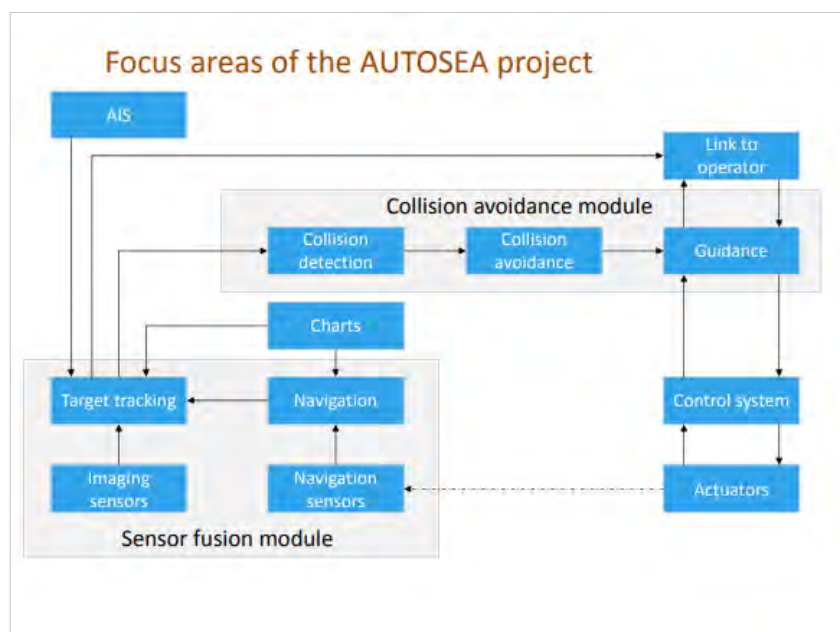 Focus areas of the AUTOSEA project
AIS
Link to
operator
Collision avoidance module
Collision
detection
Collision
avoidance
Guidance
Charts
Target tracking
Navigation
Control system
Imaging
sensors
Navigation
sensors
Actuators
Sensor fusion module